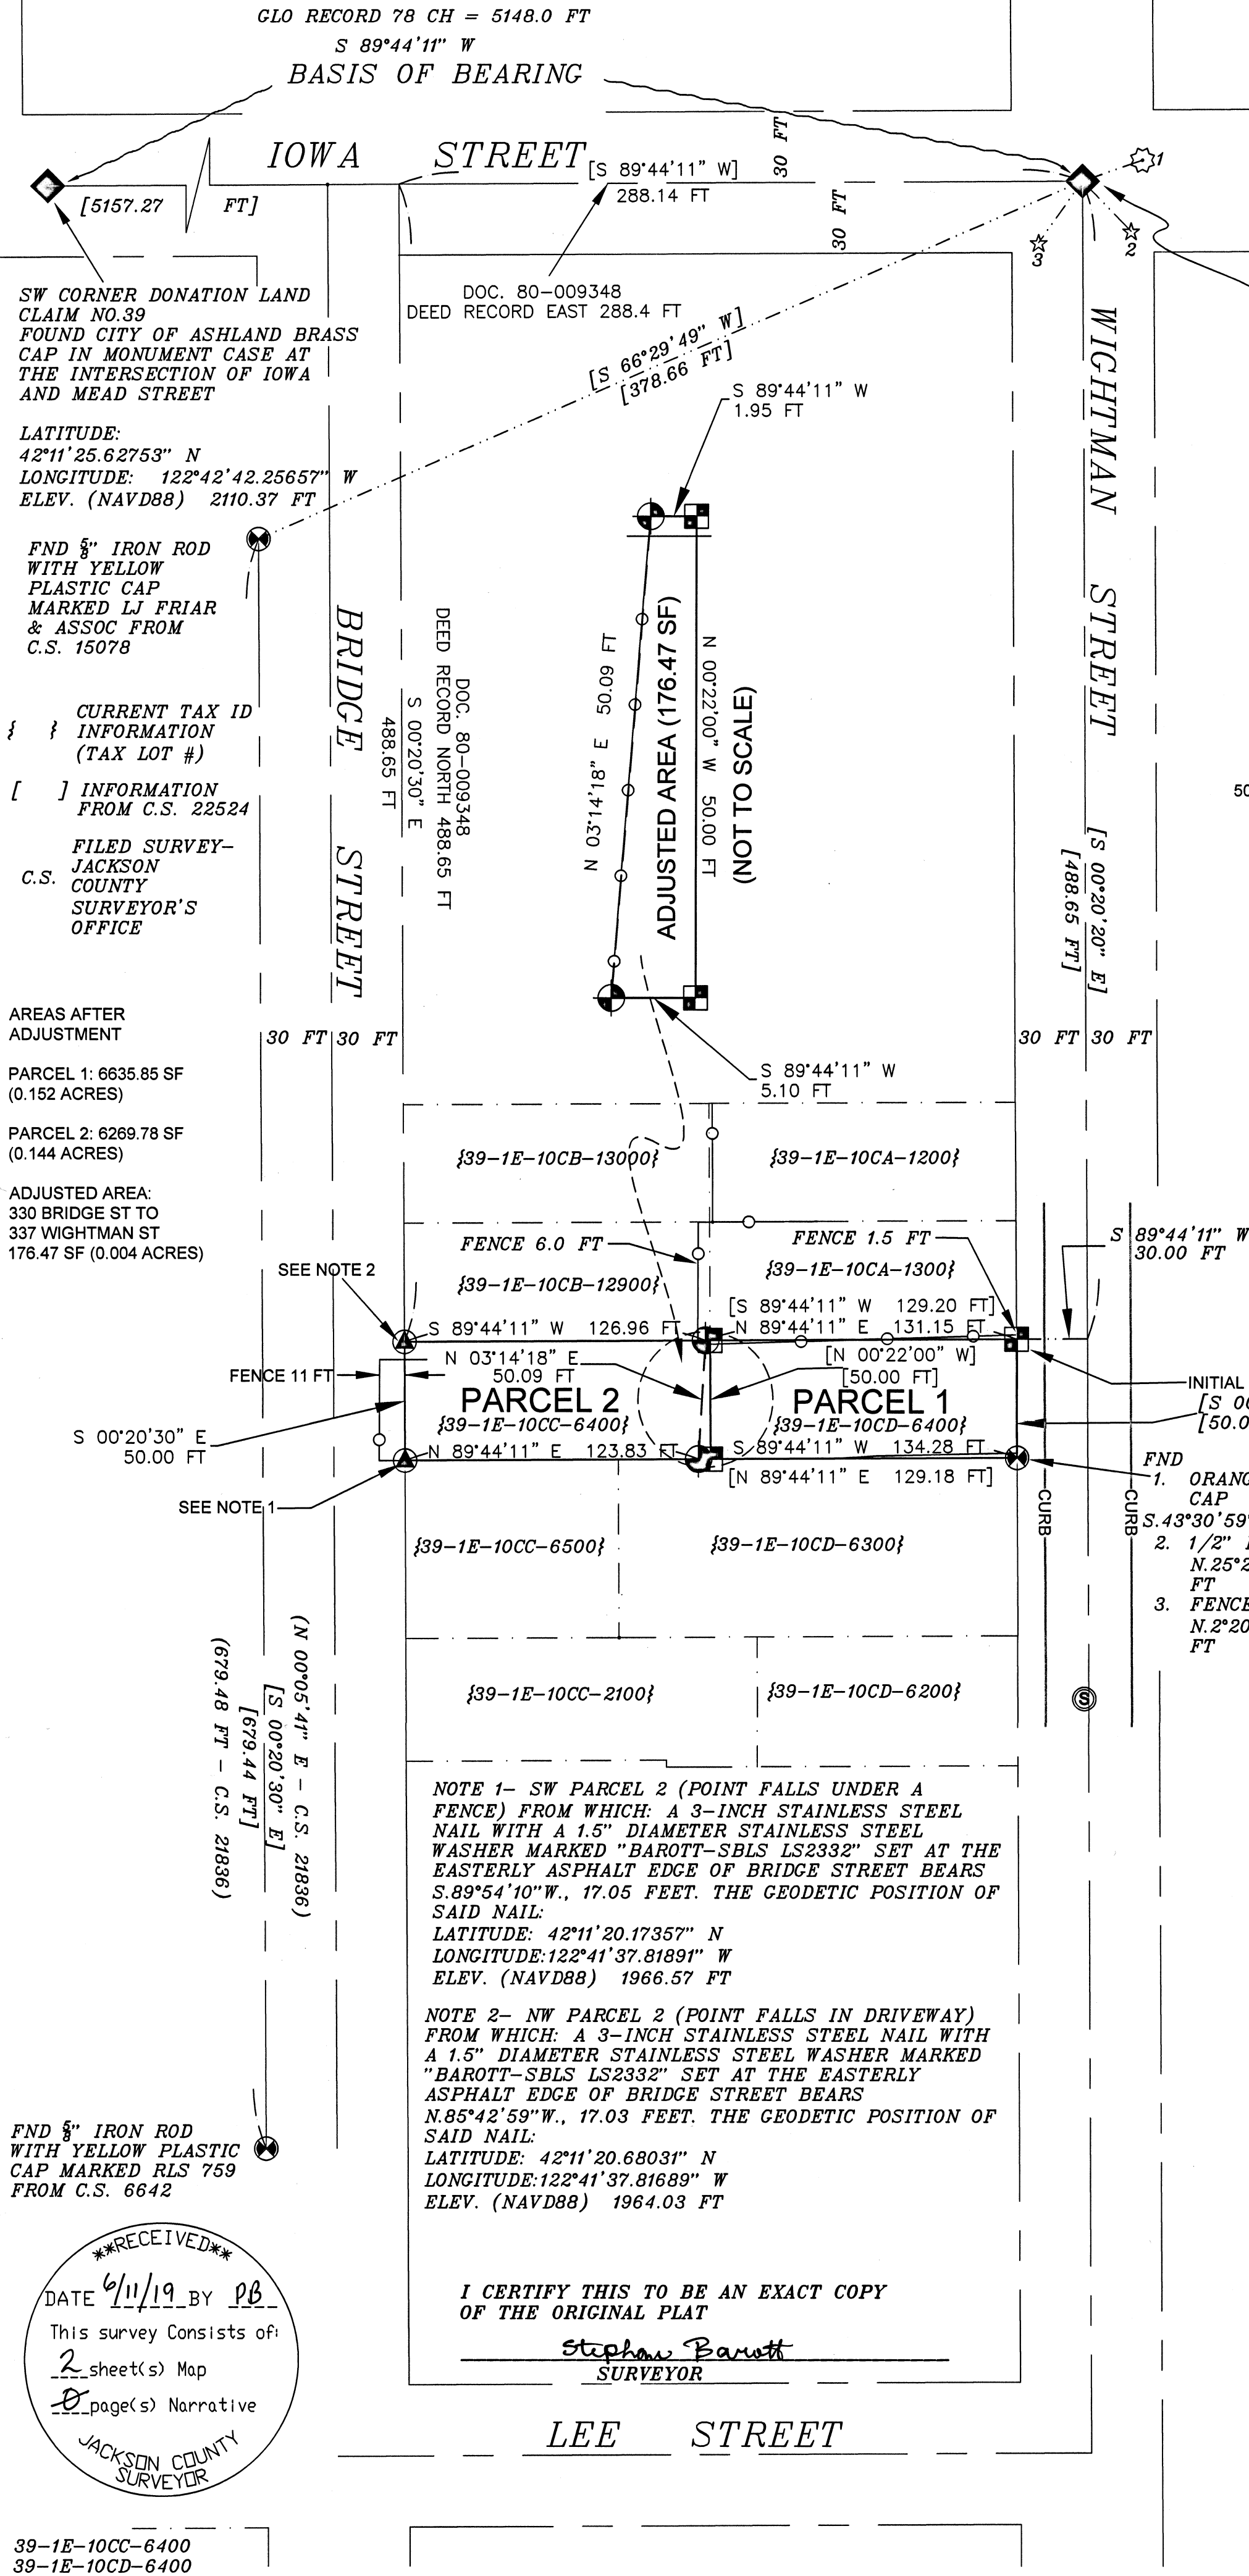 GLO RECORD 78 CH = 5148.0 FT
S 89°44'11" W
BASIS OF BEARING
IOWA STREET
30 FT
30 FT
[S 89°44'11" W]
288.14 FT
[5157.27 FT]
1
2
3
DOC. 80-009348
DEED RECORD EAST 288.4 FT
SW CORNER DONATION LAND
CLAIM NO.39
FOUND CITY OF ASHLAND BRASS
CAP IN MONUMENT CASE AT
THE INTERSECTION OF IOWA
AND MEAD STREET
LATITUDE:
42°11'25.62753" N
LONGITUDE: 122°42'42.25657" W
ELEV. (NAVD88) 2110.37 FT
[S 66°29'49" W]
[378.66 FT]
S 89°44'11" W
1.95 FT
WIGHTMAN STREET
FND 5/8" IRON ROD
WITH YELLOW
PLASTIC CAP
MARKED LJ FRIAR
& ASSOC FROM
C.S. 15078
BRIDGE STREET
DOC. 80-009348
DEED RECORD NORTH 488.65 FT
S 00°20'30" E
488.65 FT
N 03°14'18" E 50.09 FT
ADJUSTED AREA (176.47 SF)
N 00°22'00" W 50.00 FT
(NOT TO SCALE)
{ } CURRENT TAX ID
INFORMATION
(TAX LOT #)
[ ] INFORMATION
FROM C.S. 22524
C.S. FILED SURVEY-
JACKSON
COUNTY
SURVEYOR'S
OFFICE
50
[S 00°20'20" E]
[488.65 FT]
30 FT 30 FT
30 FT 30 FT
AREAS AFTER
ADJUSTMENT
PARCEL 1: 6635.85 SF
(0.152 ACRES)
PARCEL 2: 6269.78 SF
(0.144 ACRES)
ADJUSTED AREA:
330 BRIDGE ST TO
337 WIGHTMAN ST
176.47 SF (0.004 ACRES)
S 89°44'11" W
5.10 FT
{39-1E-10CB-13000}
{39-1E-10CA-1200}
FENCE 6.0 FT
FENCE 1.5 FT
S 89°44'11" W
30.00 FT
{39-1E-10CB-12900}
{39-1E-10CA-1300}
SEE NOTE 2
[S 89°44'11" W 129.20 FT]
S 89°44'11" W 126.96 FT
N 89°44'11" E 131.15 FT
N 03°14'18" E
50.09 FT
[N 00°22'00" W]
[50.00 FT]
FENCE 11 FT
PARCEL 2
PARCEL 1
INITIAL
[S 00
[50.0
{39-1E-10CC-6400}
{39-1E-10CD-6400}
S 00°20'30" E
50.00 FT
N 89°44'11" E 123.83 FT
S 89°44'11" W 134.28 FT
[N 89°44'11" E 129.18 FT]
SEE NOTE 1
FND
1. ORANG
CAP
S.43°30'59"
2. 1/2"
N.25°2
FT
3. FENCE
N.2°20
FT
CURB
CURB
{39-1E-10CC-6500}
{39-1E-10CD-6300}
(N 00°05'41" E - C.S. 21836)
[S 00°20'30" E]
[679.44 FT]
(679.48 FT - C.S. 21836)
{39-1E-10CC-2100}
{39-1E-10CD-6200}
S
NOTE 1- SW PARCEL 2 (POINT FALLS UNDER A
FENCE) FROM WHICH: A 3-INCH STAINLESS STEEL
NAIL WITH A 1.5" DIAMETER STAINLESS STEEL
WASHER MARKED "BAROTT-SBLS LS2332" SET AT THE
EASTERLY ASPHALT EDGE OF BRIDGE STREET BEARS
S.89°54'10"W., 17.05 FEET. THE GEODETIC POSITION OF
SAID NAIL:
LATITUDE: 42°11'20.17357" N
LONGITUDE:122°41'37.81891" W
ELEV. (NAVD88) 1966.57 FT
NOTE 2- NW PARCEL 2 (POINT FALLS IN DRIVEWAY)
FROM WHICH: A 3-INCH STAINLESS STEEL NAIL WITH
A 1.5" DIAMETER STAINLESS STEEL WASHER MARKED
"BAROTT-SBLS LS2332" SET AT THE EASTERLY
ASPHALT EDGE OF BRIDGE STREET BEARS
N.85°42'59"W., 17.03 FEET. THE GEODETIC POSITION OF
SAID NAIL:
LATITUDE: 42°11'20.68031" N
LONGITUDE:122°41'37.81689" W
ELEV. (NAVD88) 1964.03 FT
FND 5/8" IRON ROD
WITH YELLOW PLASTIC
CAP MARKED RLS 759
FROM C.S. 6642
**RECEIVED**
DATE 6/11/19 BY PB
This survey Consists of:
2 sheet(s) Map
0 page(s) Narrative
JACKSON COUNTY
SURVEYOR
I CERTIFY THIS TO BE AN EXACT COPY
OF THE ORIGINAL PLAT
Stephen Barott
SURVEYOR
LEE STREET
39-1E-10CC-6400
39-1E-10CD-6400